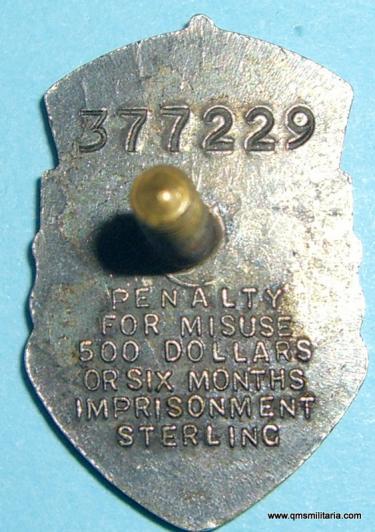 377229
PENALTY
FOR MISUSE
500 DOLLARS
OR SIX MONTHS
IMPRISONMENT
STERLING
www.qmsmilitaria.com